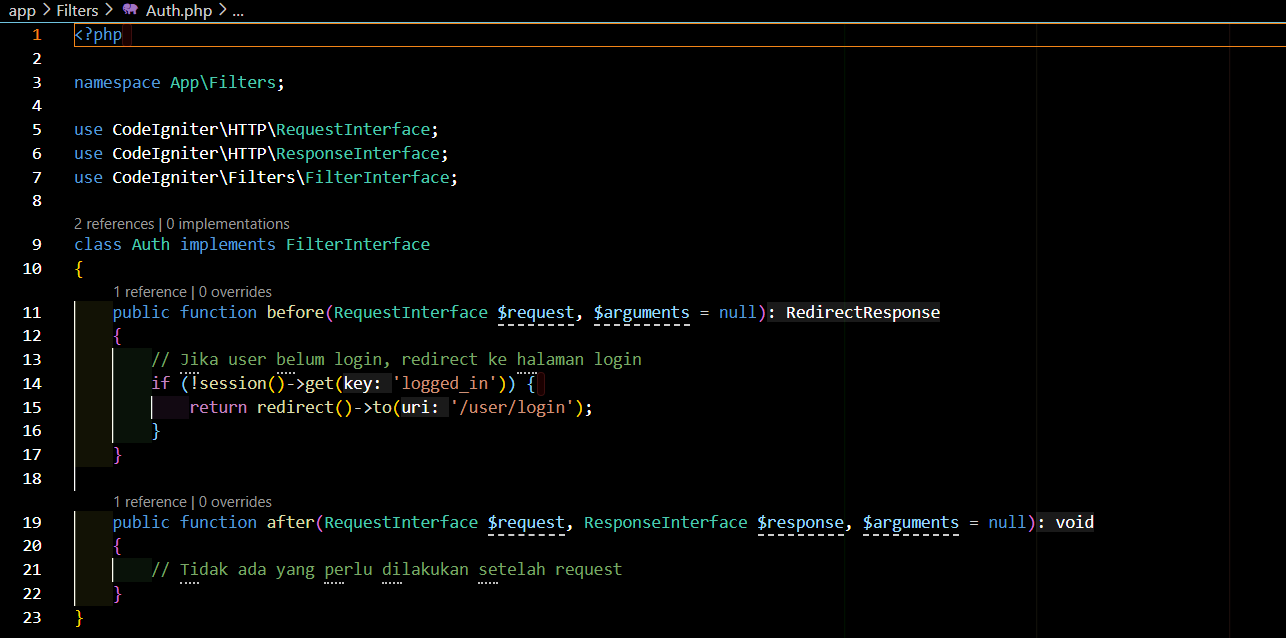 app > Filters > Auth.php > ...
1 <?php
2
3 namespace App\Filters;
4
5 use CodeIgniter\HTTP\RequestInterface;
6 use CodeIgniter\HTTP\ResponseInterface;
7 use CodeIgniter\Filters\FilterInterface;
8
2 references | 0 implementations
9 class Auth implements FilterInterface
10 {
1 reference | 0 overrides
11 public function before(RequestInterface $request, $arguments = null): RedirectResponse
12 {
13 // Jika user belum login, redirect ke halaman login
14 if (!session()->get(key: 'logged_in')) {
15 return redirect()->to(uri: '/user/login');
16 }
17 }
18
1 reference | 0 overrides
19 public function after(RequestInterface $request, ResponseInterface $response, $arguments = null): void
20 {
21 // Tidak ada yang perlu dilakukan setelah request
22 }
23 }